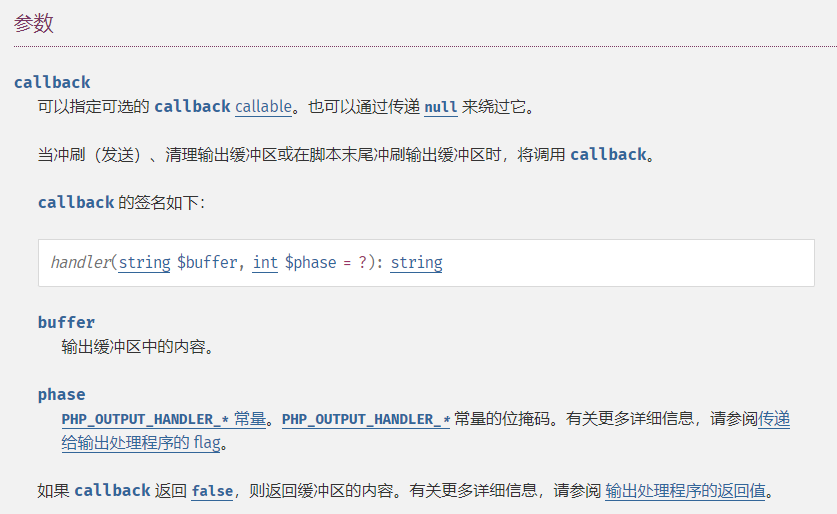 参数
callback
可以指定可选的 callback callable。也可以通过传递 null 来绕过它。
当冲刷（发送）、清理输出缓冲区或在脚本末尾冲刷输出缓冲区时，将调用 callback。
callback 的签名如下：
handler(string $buffer, int $phase = ?): string
buffer
输出缓冲区中的内容。
phase
PHP_OUTPUT_HANDLER_* 常量。PHP_OUTPUT_HANDLER_* 常量的位掩码。有关更多详细信息，请参阅传递
给输出处理程序的 flag。
如果 callback 返回 false，则返回缓冲区的内容。有关更多详细信息，请参阅 输出处理程序的返回值。